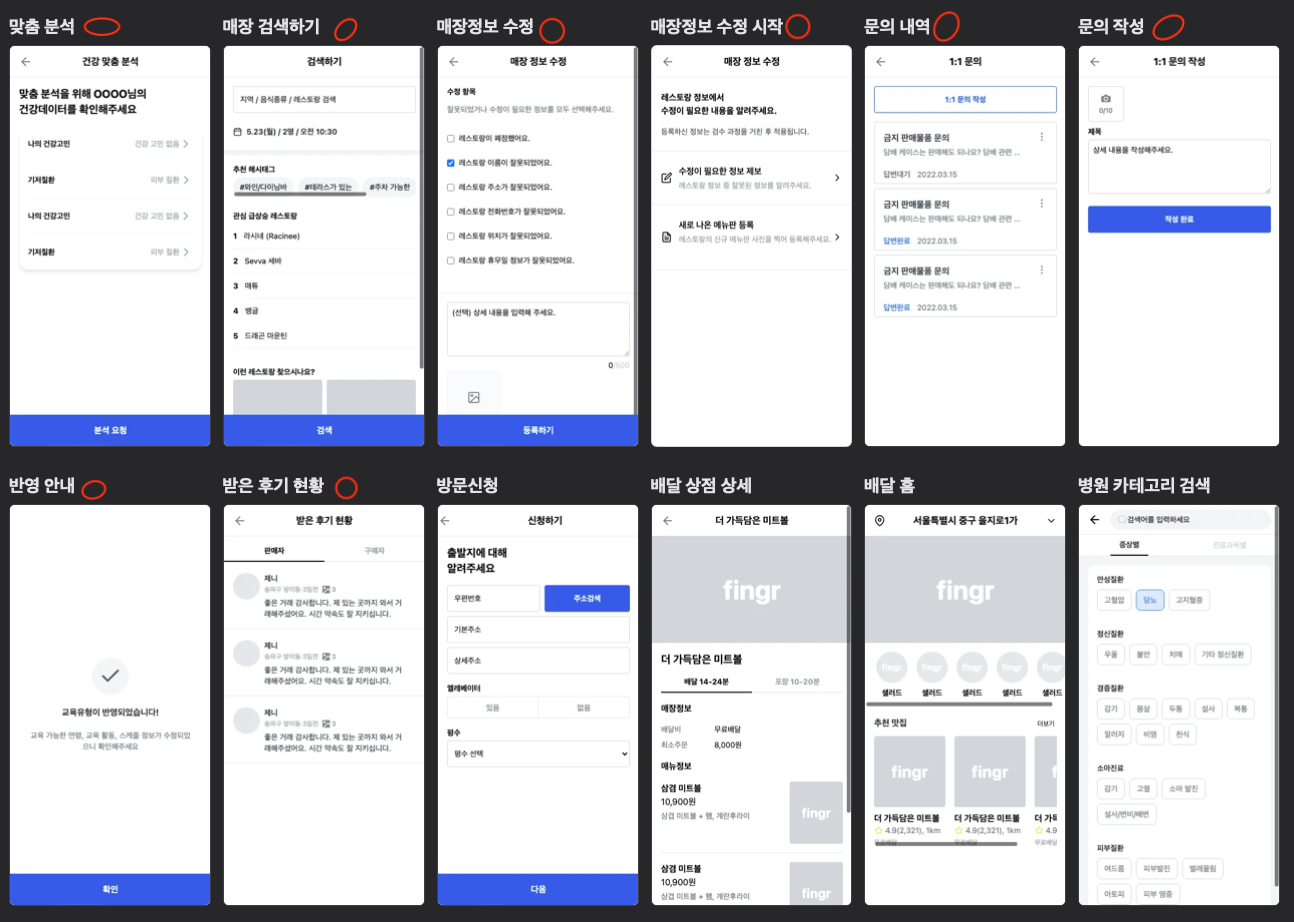 맞춤 분석
건강 맞춤 분석
맞춤 분석을 위해 OOOO님의
건강데이터를 확인해주세요
나의 건강고민
건강 고민 없음
기저질환
피부 질환
나의 건강고민
건강 고민 없음
기저질환
피부 질환
분석 요청
매장 검색하기
검색하기
지역 / 음식종류 / 레스토랑 검색
5.23(월) / 2명 / 오전 10:30
추천 해시태그
#와인/다이닝바 #테라스가 있는 #주차 가능한
관심 급상승 레스토랑
1 라시네 (Racinee)
2 Sevva 세바
3 매튜
4 벵글
5 드래곤 마운틴
이런 레스토랑 찾으시나요?
검색
매장정보 수정
매장 정보 수정
수정 항목
잘못되었거나 수정이 필요한 정보를 모두 선택해주세요.
레스토랑이 폐점했어요.
레스토랑 이름이 잘못되었어요.
레스토랑 주소가 잘못되었어요.
레스토랑 전화번호가 잘못되었어요.
레스토랑 위치가 잘못되었어요.
레스토랑 휴무일 정보가 잘못되었어요.
(선택) 상세 내용을 입력해 주세요.
0/500
등록하기
매장정보 수정 시작
매장 정보 수정
레스토랑 정보에서
수정이 필요한 내용을 알려주세요.
등록하신 정보는 검수 과정을 거친 후 적용됩니다.
수정이 필요한 정보 제보
레스토랑 정보 중 잘못된 정보를 알려주세요.
새로 나온 메뉴판 등록
레스토랑의 신규 메뉴판 사진을 찍어 등록해주세요.
문의 내역
1:1 문의
1:1 문의 작성
금지 판매물품 문의
담배 케이스는 판매해도 되나요? 담배 관련 ...
답변대기 2022.03.15
금지 판매물품 문의
담배 케이스는 판매해도 되나요? 담배 관련 ...
답변완료 2022.03.15
금지 판매물품 문의
담배 케이스는 판매해도 되나요? 담배 관련 ...
답변완료 2022.03.15
문의 작성
1:1 문의 작성
0/10
제목
상세 내용을 작성해주세요.
작성 완료
반영 안내
교육유형이 반영되었습니다!
교육 가능한 연령, 교육 활동, 스케줄 정보가 수정되었
으니 확인해주세요
확인
받은 후기 현황
받은 후기 현황
판매자
구매자
제니
송파구 방이동·3일전 3
좋은 거래 감사합니다. 제 있는 곳까지 와서 거
래해주셨어요. 시간 약속도 잘 지키십니다.
제니
송파구 방이동·3일전 3
좋은 거래 감사합니다. 제 있는 곳까지 와서 거
래해주셨어요. 시간 약속도 잘 지키십니다.
제니
송파구 방이동·3일전 3
좋은 거래 감사합니다. 제 있는 곳까지 와서 거
래해주셨어요. 시간 약속도 잘 지키십니다.
방문신청
신청하기
출발지에 대해
알려주세요
우편번호
주소검색
기본주소
상세주소
엘레베이터
있음
없음
평수
평수 선택
다음
배달 상점 상세
더 가득담은 미트볼
fingr
더 가득담은 미트볼
배달 14-24분
포장 10-20분
매장정보
배달비 무료배달
최소주문 8,000원
매뉴정보
삼겹 미트볼
10,900원
삼겹 미트볼 + 햄, 계란후라이
fingr
삼겹 미트볼
10,900원
삼겹 미트볼 + 햄, 계란후라이
fingr
배달 홈
서울특별시 중구 을지로1가
fingr
fingr fingr fingr fingr fingr
샐러드 샐러드 샐러드 샐러드 샐러드
추천 맛집
더보기
fingr fingr f
더 가득담은 미트볼 더 가득담은 미트볼 더 가득
4.9(2,321), 1km 4.9(2,321), 1km 4.9
무료배달 무료배달 무료배달
병원 카테고리 검색
검색어를 입력하세요
증상별
진료과목별
만성질환
고혈압 당뇨 고지혈증
정신질환
우울 불안 치매 기타 정신질환
경증질환
감기 몸살 두통 설사 복통
알러지 비염 천식
소아진료
감기 고열 소아 발진
설사/변비/배변
피부질환
여드름 피부발진 벌레물림
아토피 피부 염증